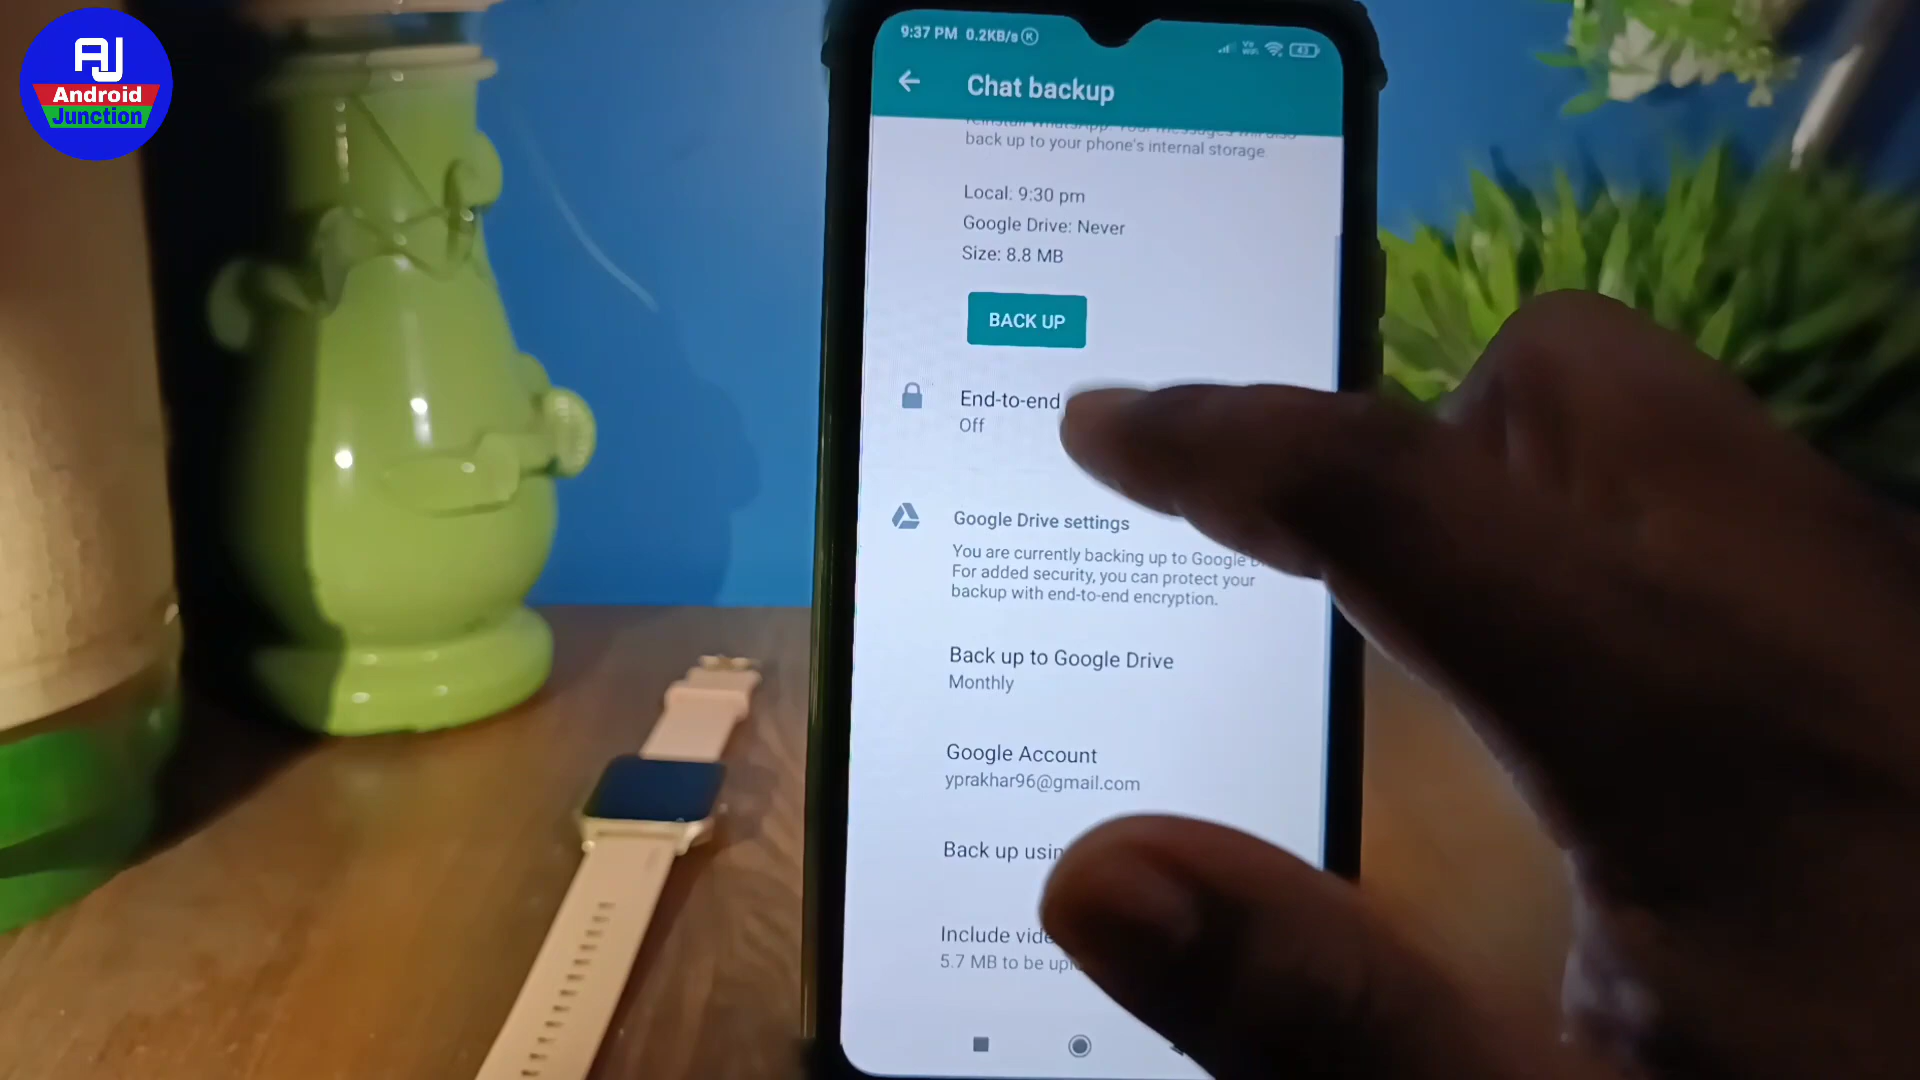 AJ
Android
Junction
9:37 PM 0.2KB/s
43
Chat backup
back up to your phone's internal storage.
Local: 9:30 pm
Google Drive: Never
Size: 8.8 MB
BACK UP
End-to-end
Off
Google Drive settings
You are currently backing up to Google
For added security, you can protect your
backup with end-to-end encryption.
Back up to Google Drive
Monthly
Google Account
yprakhar96@gmail.com
Back up
Include
5.7 MB to be